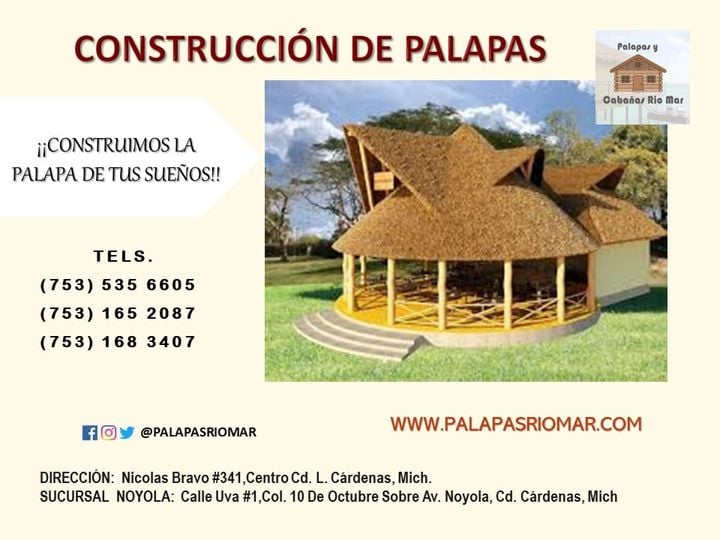 CONSTRUCCIÓN DE PALAPAS
Palapas y
Cabañas Rio Mar
¡¡CONSTRUIMOS LA
PALAPA DE TUS SUEÑOS!!
TELS.
(753) 535 6605
(753) 165 2087
(753) 168 3407
@PALAPASRIOMAR
WWW.PALAPASRIOMAR.COM
DIRECCIÓN: Nicolas Bravo #341,Centro Cd. L. Cárdenas, Mich.
SUCURSAL NOYOLA: Calle Uva #1,Col. 10 De Octubre Sobre Av. Noyola, Cd. Cárdenas, Mich